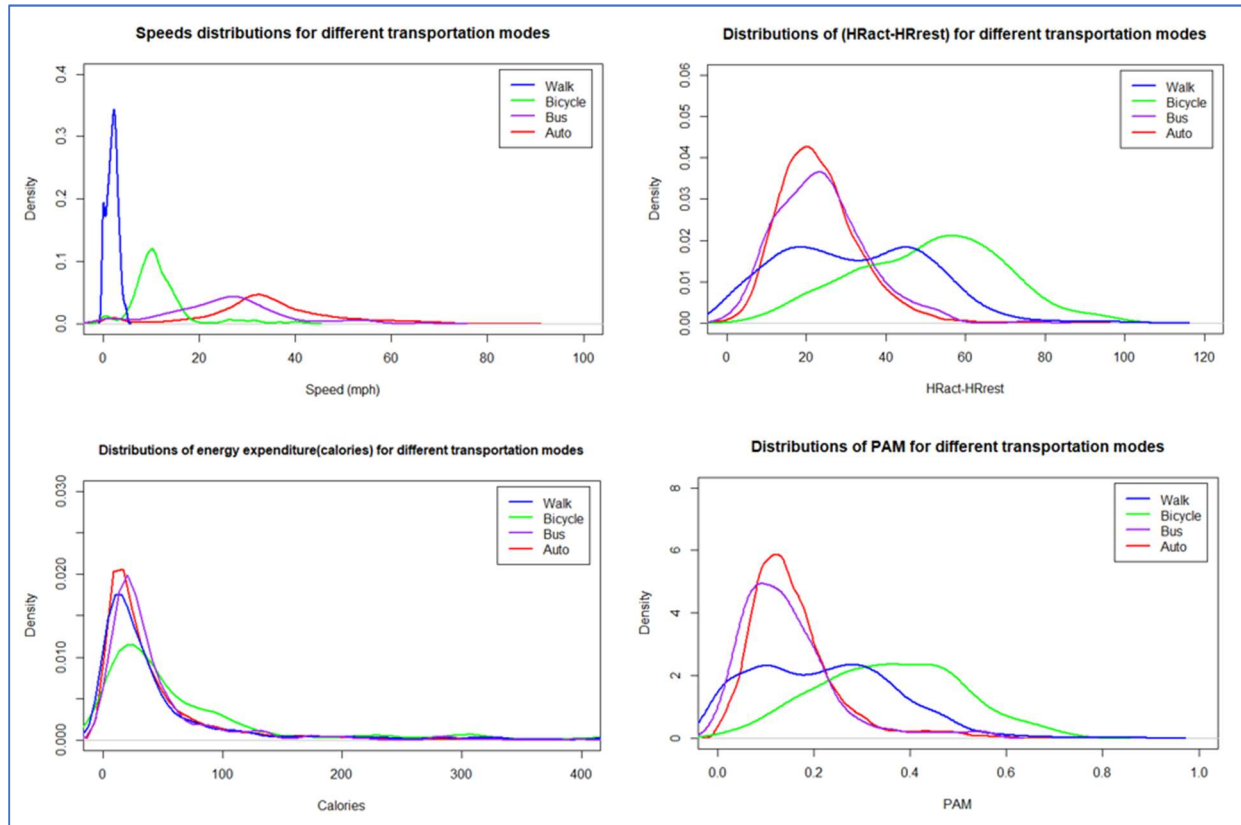 Speeds distributions for different transportation modes
0.4
0.3
0.2
0.1
0.0
Density
Walk
Bicycle
Bus
Auto
0 20 40 60 80 100
Speed (mph)
Distributions of (HRact-HRrest) for different transportation modes
0.06
0.05
0.04
0.03
0.02
0.01
0.00
Density
Walk
Bicycle
Bus
Auto
0 20 40 60 80 100 120
HRact-HRrest
Distributions of energy expenditure(calories) for different transportation modes
0.030
0.020
0.010
0.000
Density
Walk
Bicycle
Bus
Auto
0 100 200 300 400
Calories
Distributions of PAM for different transportation modes
8
6
4
2
0
Density
Walk
Bicycle
Bus
Auto
0.0 0.2 0.4 0.6 0.8 1.0
PAM